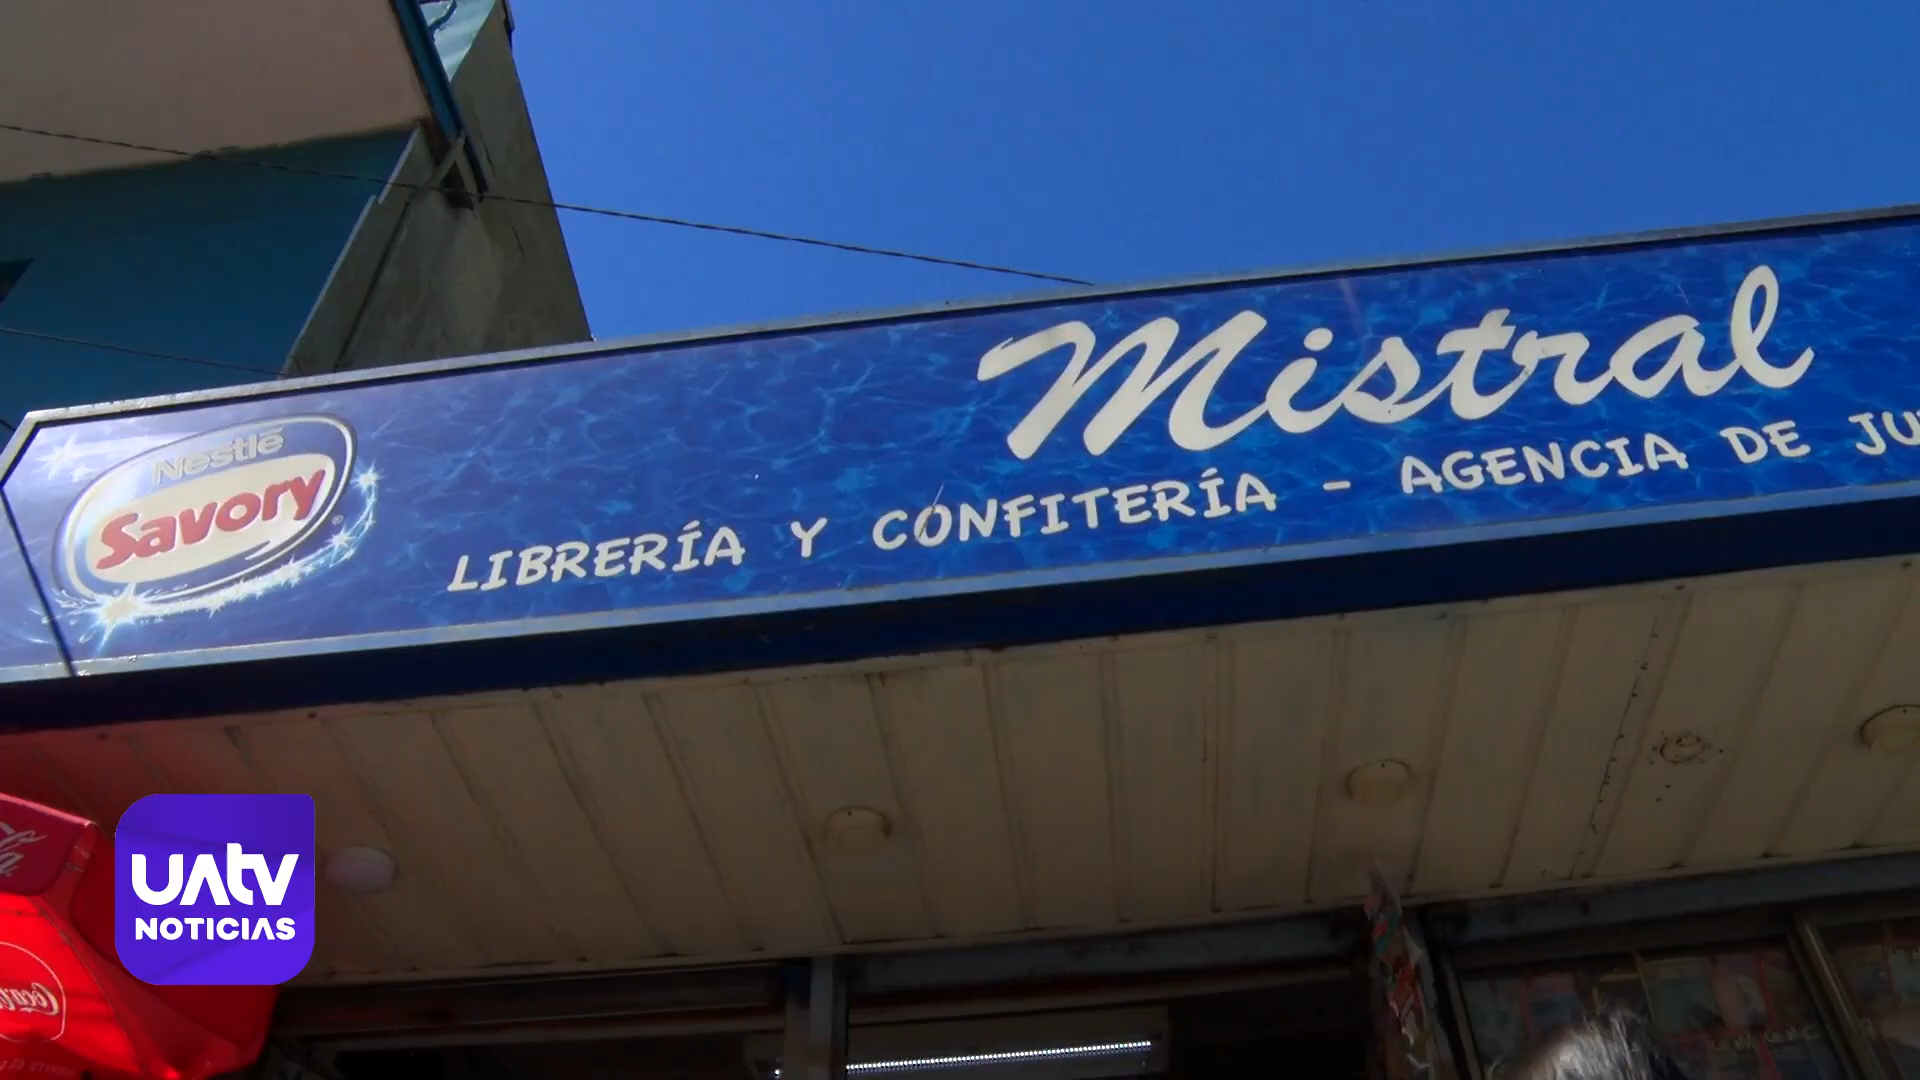 Mistral
Nestlé
Savory
LIBRERÍA Y CONFITERÍA - AGENCIA DE
UATV
NOTICIAS